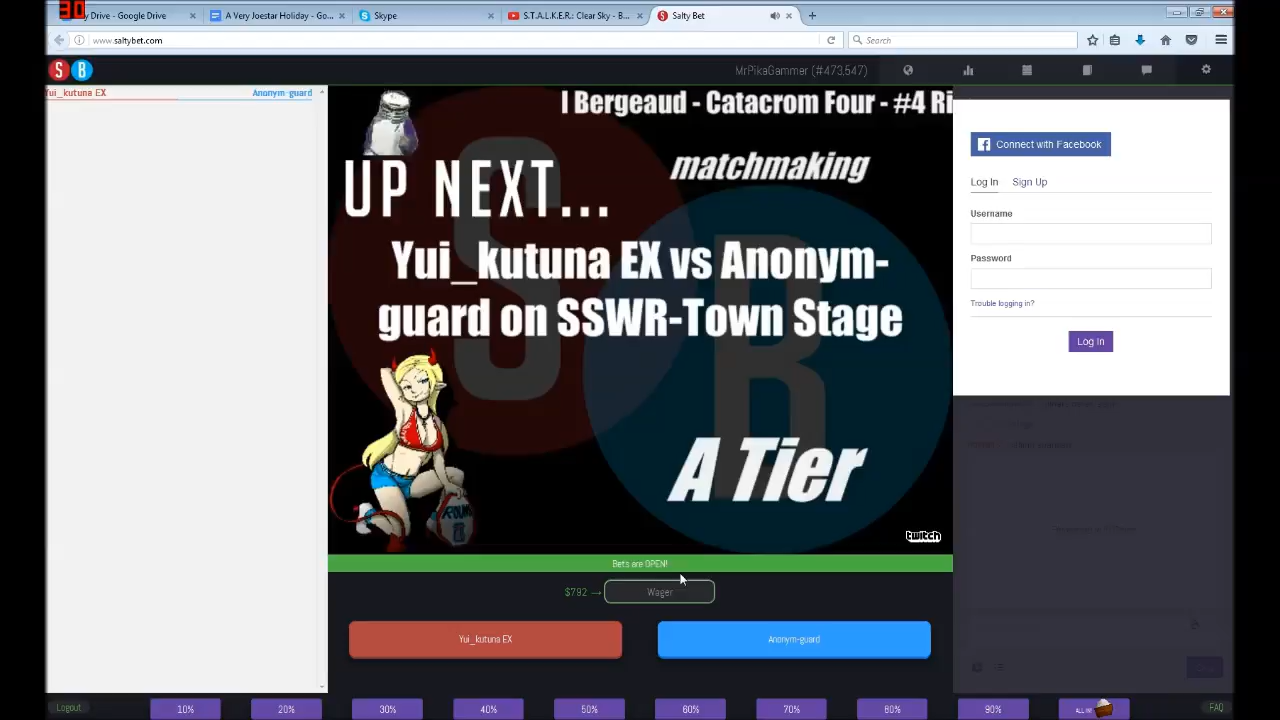 30
y Drive - Google Drive
A Very Joestar Holiday - Go...
Skype
S.T.A.L.K.E.R.: Clear Sky - B...
Salty Bet
www.saltybet.com
Search
S B
MrPikaGammer (#473,547)
Yui_kutuna EX
Anonym-guard
l Bergeaud - Catacrom Four - #4 Ri
matchmaking
UP NEXT...
Yui_kutuna EX vs Anonym-
guard on SSWR-Town Stage
A Tier
twitch
Connect with Facebook
Log In
Sign Up
Username
Password
Trouble logging in?
Log In
Bets are OPEN!
$792 →
Wager
Yui_kutuna EX
Anonym-guard
Logout
10%
20%
30%
40%
50%
60%
70%
80%
90%
ALL IN!
FAQ